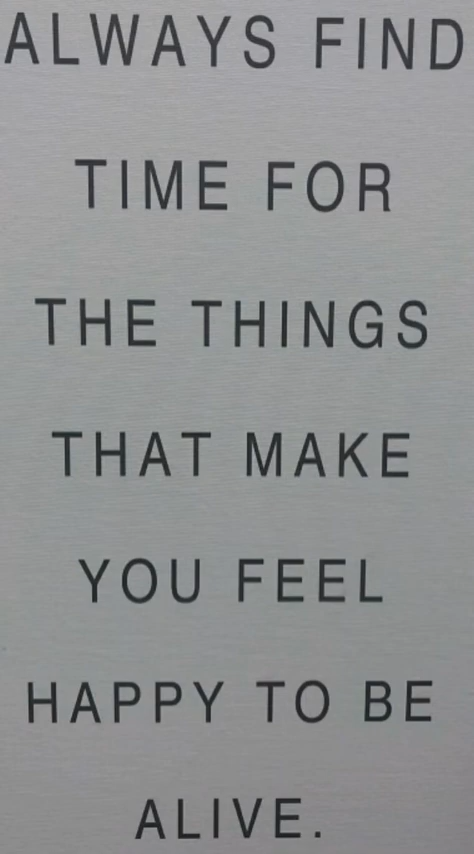 ALWAYS FIND
TIME FOR
THE THINGS
THAT MAKE
YOU FEEL
HAPPY TO BE
ALIVE.